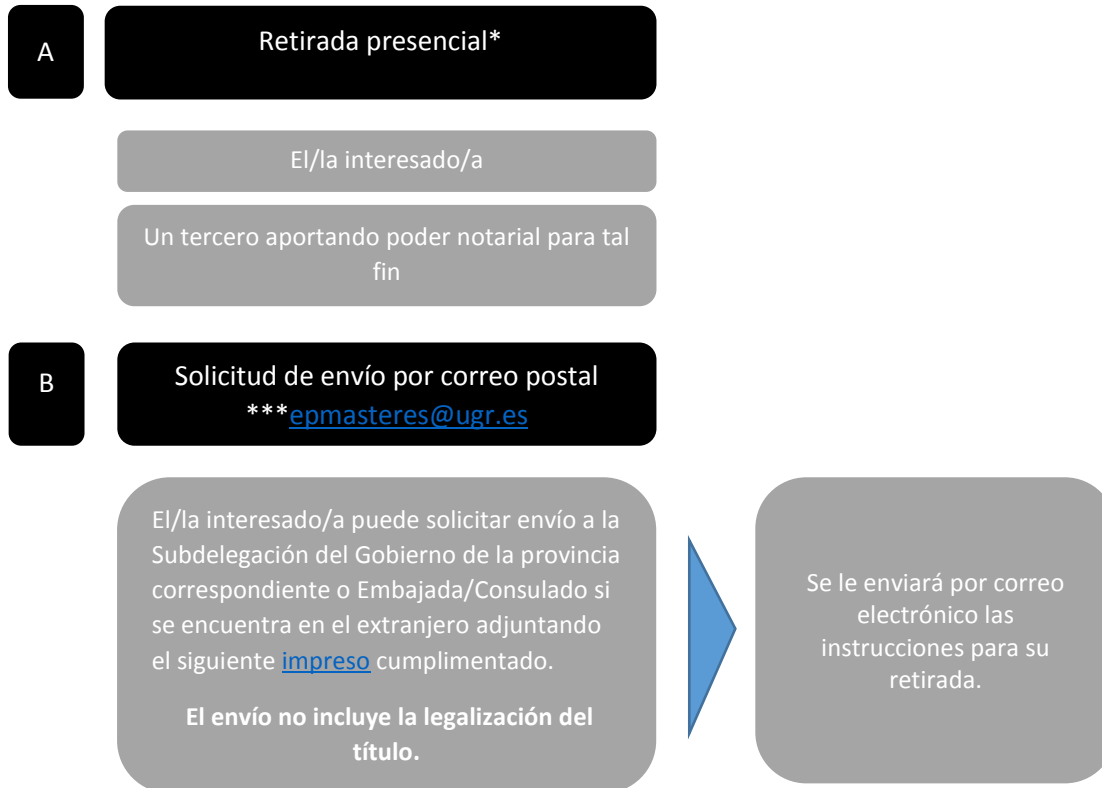 A
Retirada presencial*
El/la interesado/a
Un tercero aportando poder notarial para tal
fin
B
Solicitud de envío por correo postal
***epmasteres@ugr.es
El/la interesado/a puede solicitar envío a la
Subdelegación del Gobierno de la provincia
correspondiente o Embajada/Consulado si
se encuentra en el extranjero adjuntando
el siguiente impreso cumplimentado.
El envío no incluye la legalización del
título.
Se le enviará por correo
electrónico las
instrucciones para su
retirada.